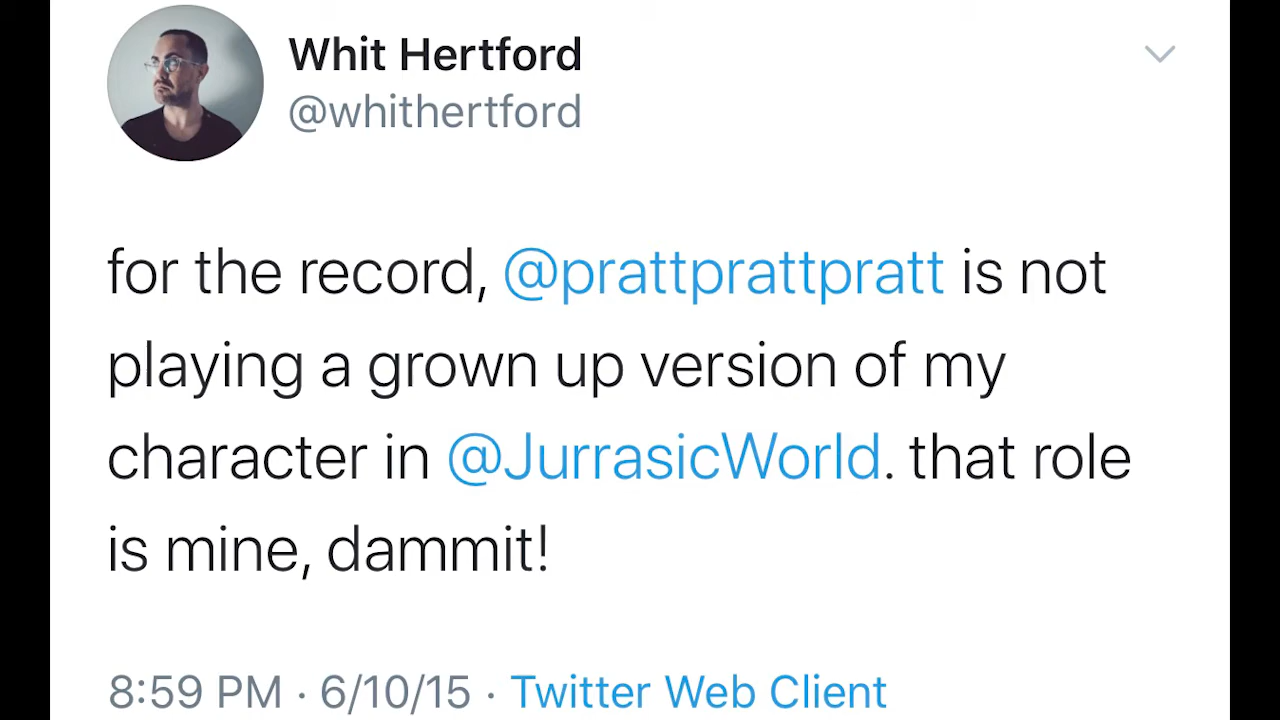 Whit Hertford
@whithertford
for the record, @prattprattpratt is not
playing a grown up version of my
character in @JurrasicWorld. that role
is mine, dammit!
8:59 PM · 6/10/15 · Twitter Web Client